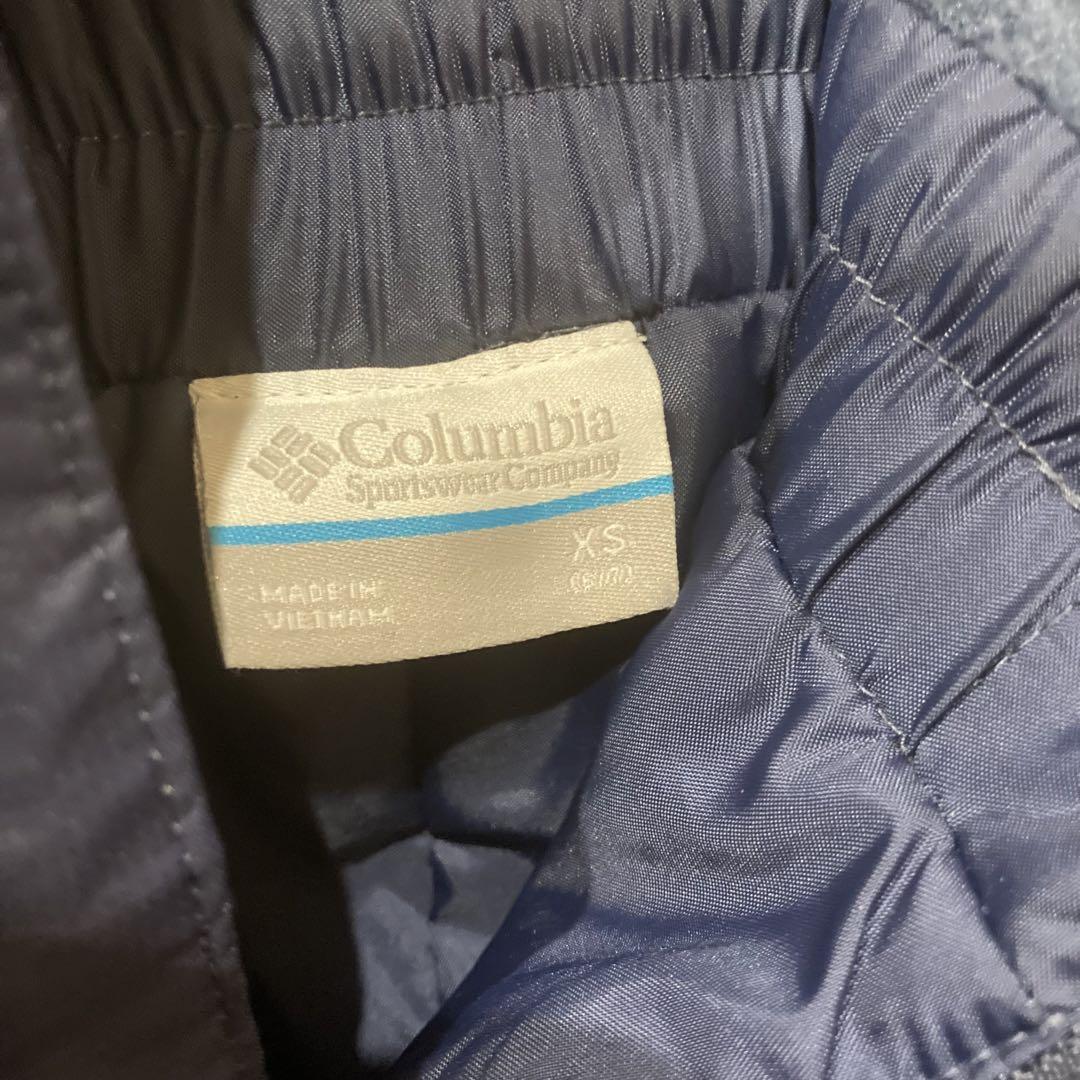 Columbia
Sportswear Company
XS
MADE IN
VIETNAM